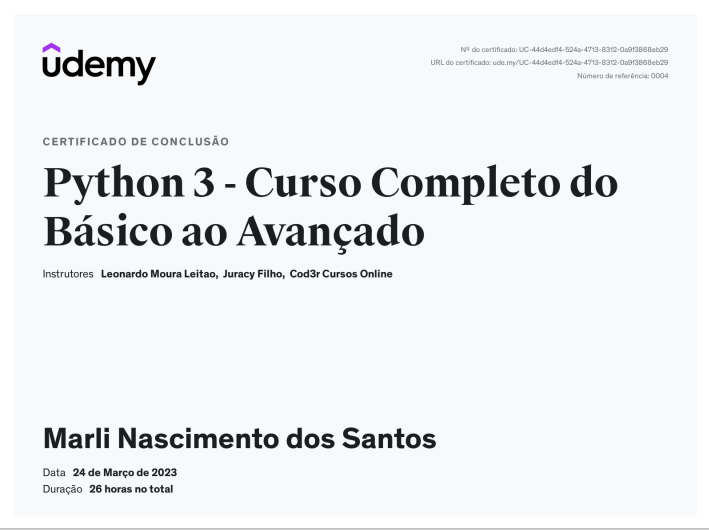 udemy
Nº do certificado: UC-44d4edf4-524a-4713-83f2-0a9f3868eb29
URL do certificado: ude.my/UC-44d4edf4-524a-4713-83f2-0a9f3868eb29
Número de referência: 0004
CERTIFICADO DE CONCLUSÃO
Python 3 - Curso Completo do
Básico ao Avançado
Instrutores Leonardo Moura Leitao, Juracy Filho, Cod3r Cursos Online
Marli Nascimento dos Santos
Data 24 de Março de 2023
Duração 26 horas no total